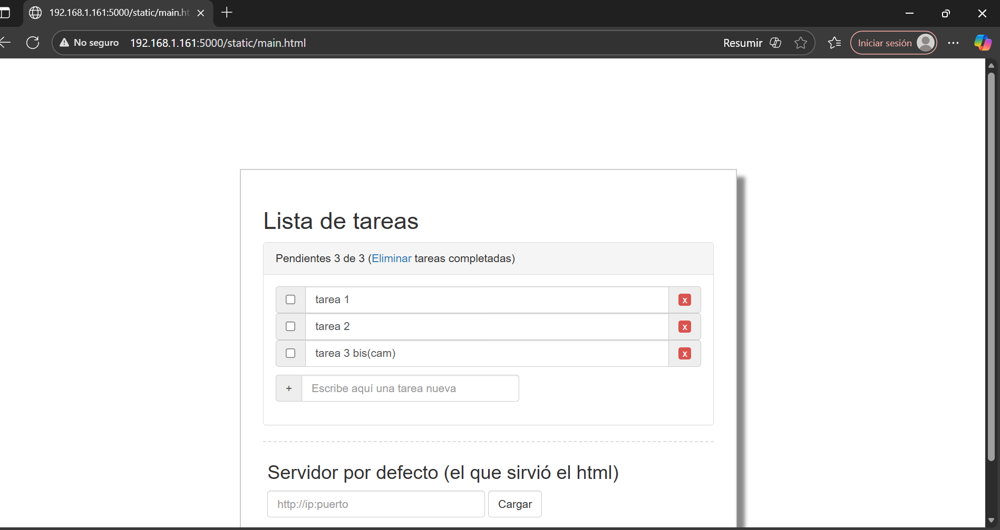 192.168.1.161:5000/static/main.ht
No seguro 192.168.1.161:5000/static/main.html Resumir Iniciar sesión
Lista de tareas
Pendientes 3 de 3 (Eliminar tareas completadas)
tarea 1 x
tarea 2 x
tarea 3 bis(cam) x
+ Escribe aquí una tarea nueva
Servidor por defecto (el que sirvió el html)
http://ip:puerto Cargar